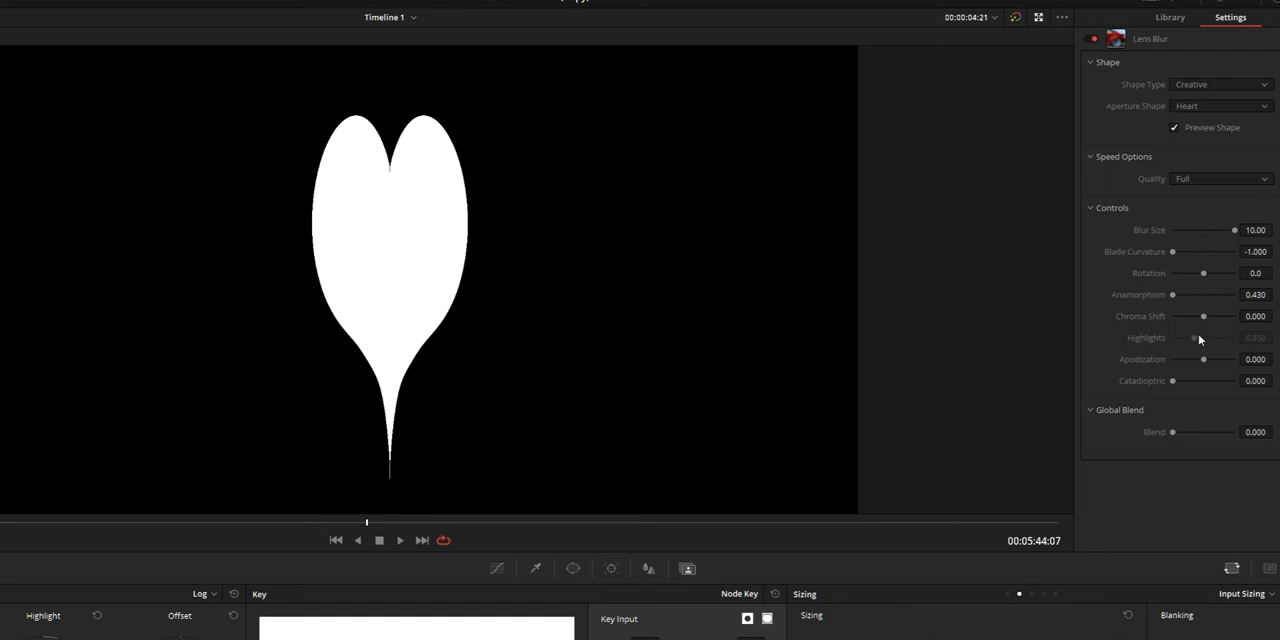 Timeline 1
00:00:04:21
Library
Settings
Lens Blur
Shape
Shape Type Creative
Aperture Shape Heart
Preview Shape
Speed Options
Quality Full
Controls
Blur Size 10.00
Blade Curvature -1.000
Rotation 0.0
Anamorphism 0.430
Chroma Shift 0.000
Highlights 0.350
Apodization 0.000
Catadioptric 0.000
Global Blend
Blend 0.000
00:05:44:07
Log
Key
Node Key
Sizing
Input Sizing
Highlight
Offset
Key Input
Sizing
Blanking